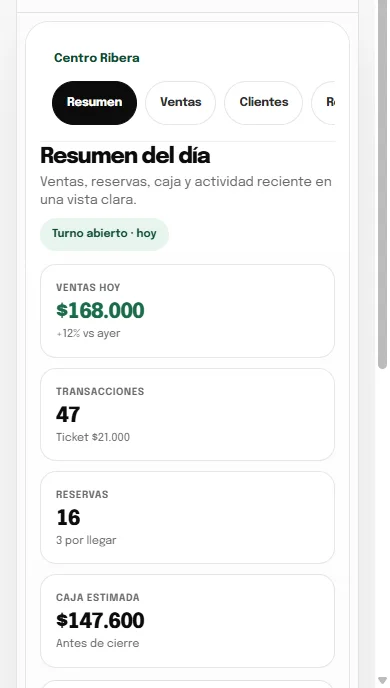 Centro Ribera
Resumen
Ventas
Clientes
Resumen del día
Ventas, reservas, caja y actividad reciente en
una vista clara.
Turno abierto · hoy
VENTAS HOY
$168.000
+12% vs ayer
TRANSACCIONES
47
Ticket $21.000
RESERVAS
16
3 por llegar
CAJA ESTIMADA
$147.600
Antes de cierre